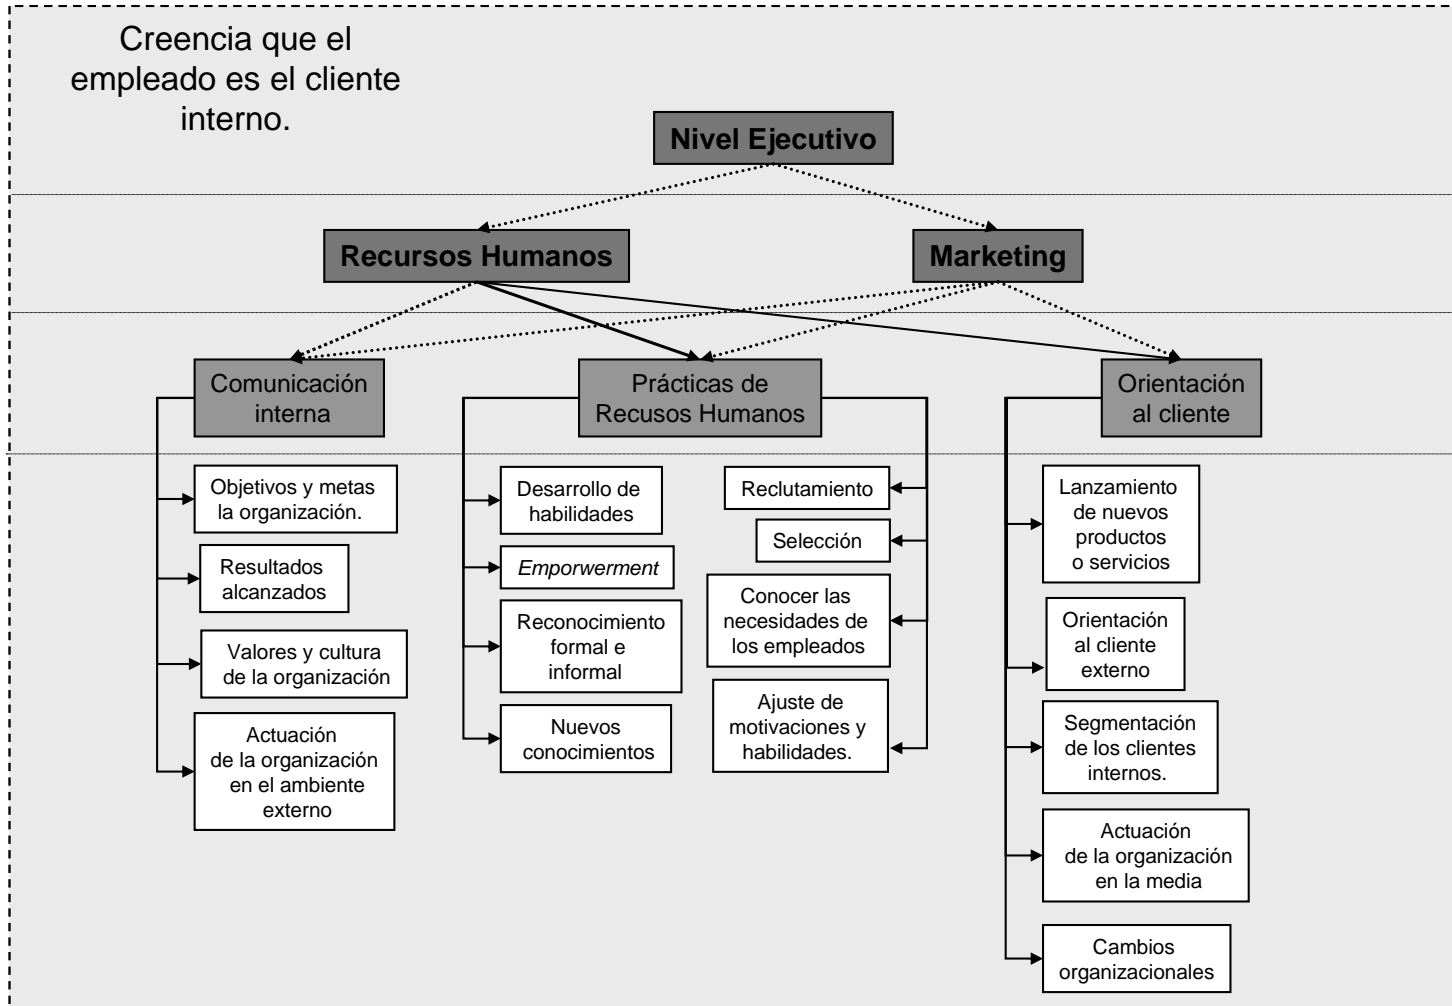 Creencia que el
empleado es el cliente
interno.
Nivel Ejecutivo
Recursos Humanos
Marketing
Comunicación
interna
Prácticas de
Recusos Humanos
Orientación
al cliente
Objetivos y metas
la organización.
Resultados
alcanzados
Valores y cultura
de la organización
Actuación
de la organización
en el ambiente
externo
Desarrollo de
habilidades
Emporwerment
Reconocimiento
formal e
informal
Nuevos
conocimientos
Reclutamiento
Selección
Conocer las
necesidades de
los empleados
Ajuste de
motivaciones y
habilidades.
Lanzamiento
de nuevos
productos
o servicios
Orientación
al cliente
externo
Segmentación
de los clientes
internos.
Actuación
de la organización
en la media
Cambios
organizacionales